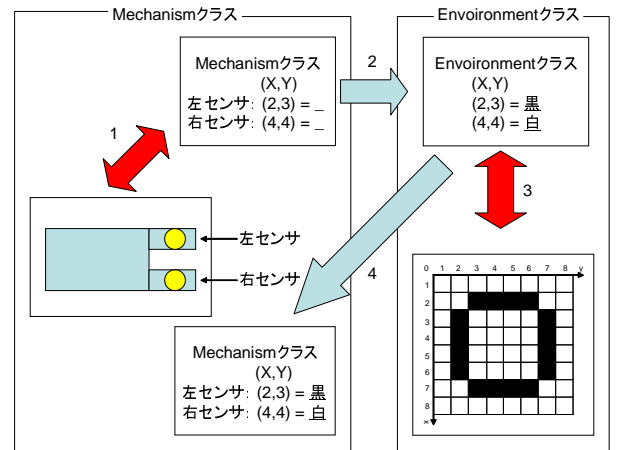 Mechanismクラス
Mechanismクラス
(X,Y)
左センサ: (2,3) = _
右センサ: (4,4) = _
1
2
左センサ
右センサ
4
Mechanismクラス
(X,Y)
左センサ: (2,3) = 黒
右センサ: (4,4) = 白
Envoironmentクラス
Envoironmentクラス
(X,Y)
(2,3) = 黒
(4,4) = 白
3
0 1 2 3 4 5 6 7 8 y
1
2
3
4
5
6
7
8
x